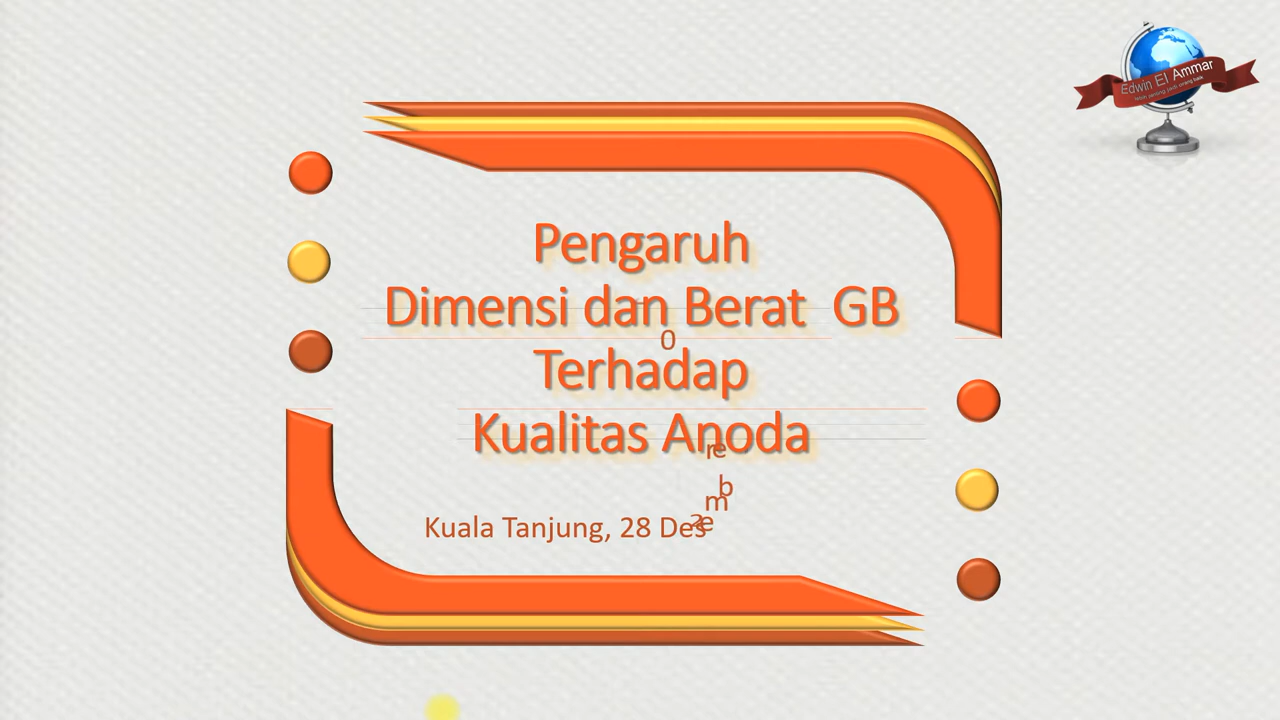 Edwin El Ammar
Pengaruh
Dimensi dan Berat GB
Terhadap
Kualitas Anoda
Kuala Tanjung, 28 Des